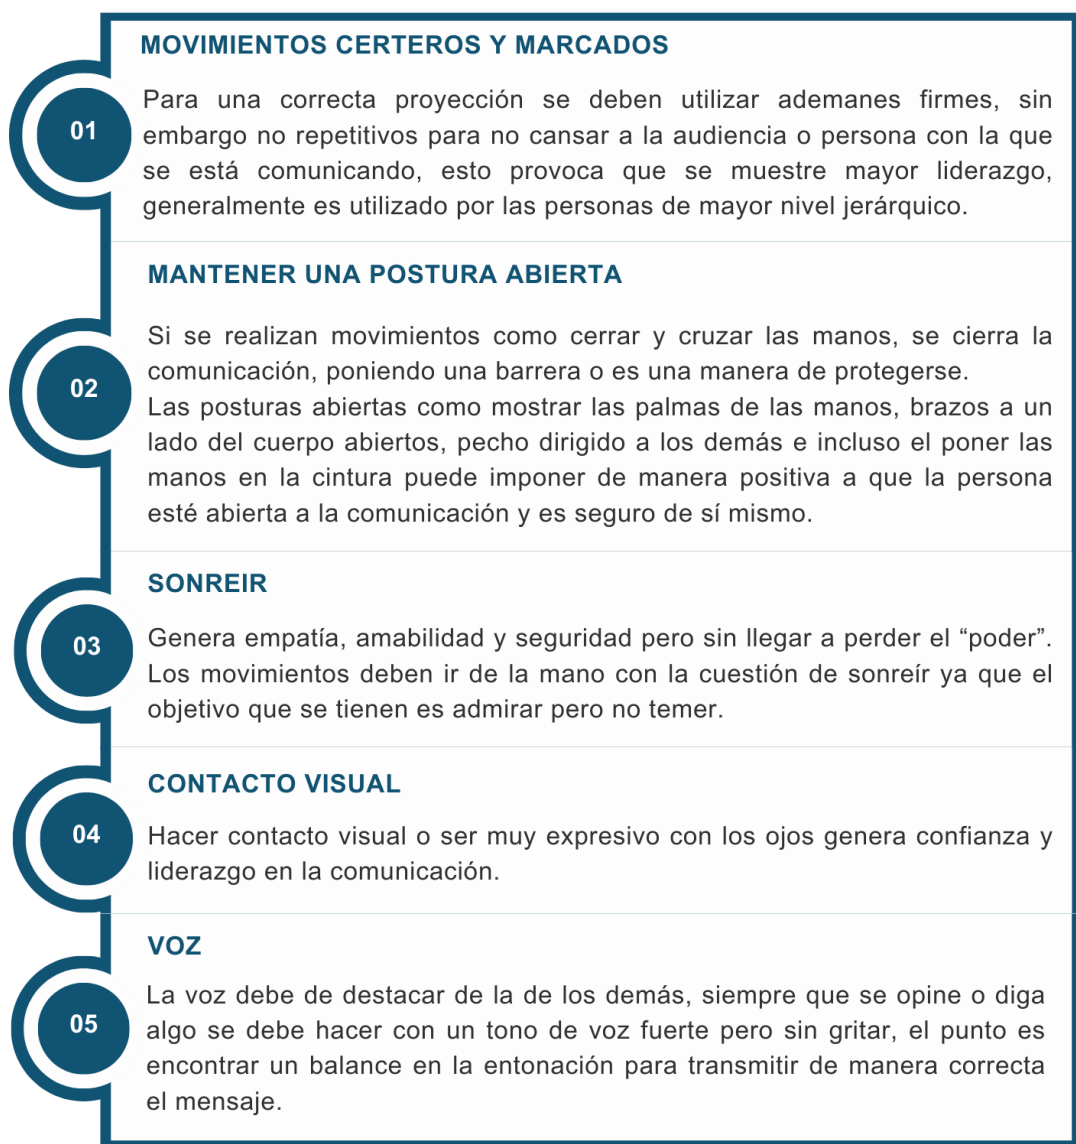 MOVIMIENTOS CERTEROS Y MARCADOS
01
Para una correcta proyección se deben utilizar ademanes firmes, sin
embargo no repetitivos para no cansar a la audiencia o persona con la que
se está comunicando, esto provoca que se muestre mayor liderazgo,
generalmente es utilizado por las personas de mayor nivel jerárquico.
MANTENER UNA POSTURA ABIERTA
02
Si se realizan movimientos como cerrar y cruzar las manos, se cierra la
comunicación, poniendo una barrera o es una manera de protegerse.
Las posturas abiertas como mostrar las palmas de las manos, brazos a un
lado del cuerpo abiertos, pecho dirigido a los demás e incluso el poner las
manos en la cintura puede imponer de manera positiva a que la persona
esté abierta a la comunicación y es seguro de sí mismo.
SONREIR
03
Genera empatía, amabilidad y seguridad pero sin llegar a perder el “poder”.
Los movimientos deben ir de la mano con la cuestión de sonreír ya que el
objetivo que se tienen es admirar pero no temer.
CONTACTO VISUAL
04
Hacer contacto visual o ser muy expresivo con los ojos genera confianza y
liderazgo en la comunicación.
VOZ
05
La voz debe de destacar de la de los demás, siempre que se opine o diga
algo se debe hacer con un tono de voz fuerte pero sin gritar, el punto es
encontrar un balance en la entonación para transmitir de manera correcta
el mensaje.